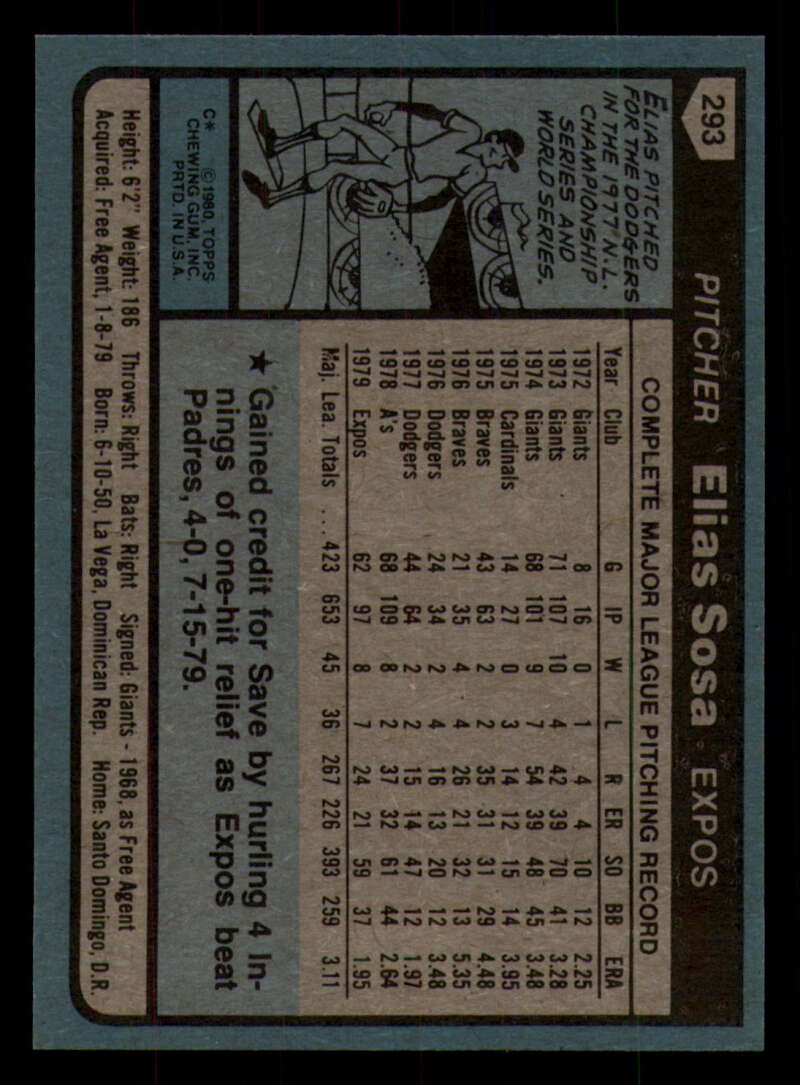 293
PITCHER Elias Sosa • EXPOS
ELIAS PITCHED
FOR THE DODGERS
IN THE 1977 N.L.
CHAMPIONSHIP
SERIES AND
WORLD SERIES.
C* © 1980, TOPPS
CHEWING GUM, INC.
PRTD. IN U.S.A.
COMPLETE MAJOR LEAGUE PITCHING RECORD
Year Club G IP W L R ER SO BB ERA
1972 Giants 8 16 0 1 4 4 10 12 2.25
1973 Giants 71 107 10 4 42 39 70 41 3.28
1974 Giants 68 101 9 7 54 39 48 45 3.48
1975 Cardinals 14 27 0 3 14 12 15 14 3.95
1975 Braves 43 63 2 2 35 31 31 29 4.48
1976 Braves 21 35 4 4 26 21 32 13 5.35
1976 Dodgers 24 34 2 4 16 13 20 12 3.48
1977 Dodgers 44 64 2 2 15 14 47 12 1.97
1978 A's 68 109 8 2 37 32 61 44 2.64
1979 Expos 62 97 8 7 24 21 59 37 1.95
Maj. Lea. Totals ... 423 653 45 36 267 226 393 259 3.11
★ Gained credit for Save by hurling 4 In-
nings of one-hit relief as Expos beat
Padres, 4-0, 7-15-79.
Height: 6'2" Weight: 186 Throws: Right Bats: Right Signed: Giants - 1968, as Free Agent
Acquired: Free Agent, 1-8-79 Born: 6-10-50, La Vega, Dominican Rep. Home: Santo Domingo, D.R.